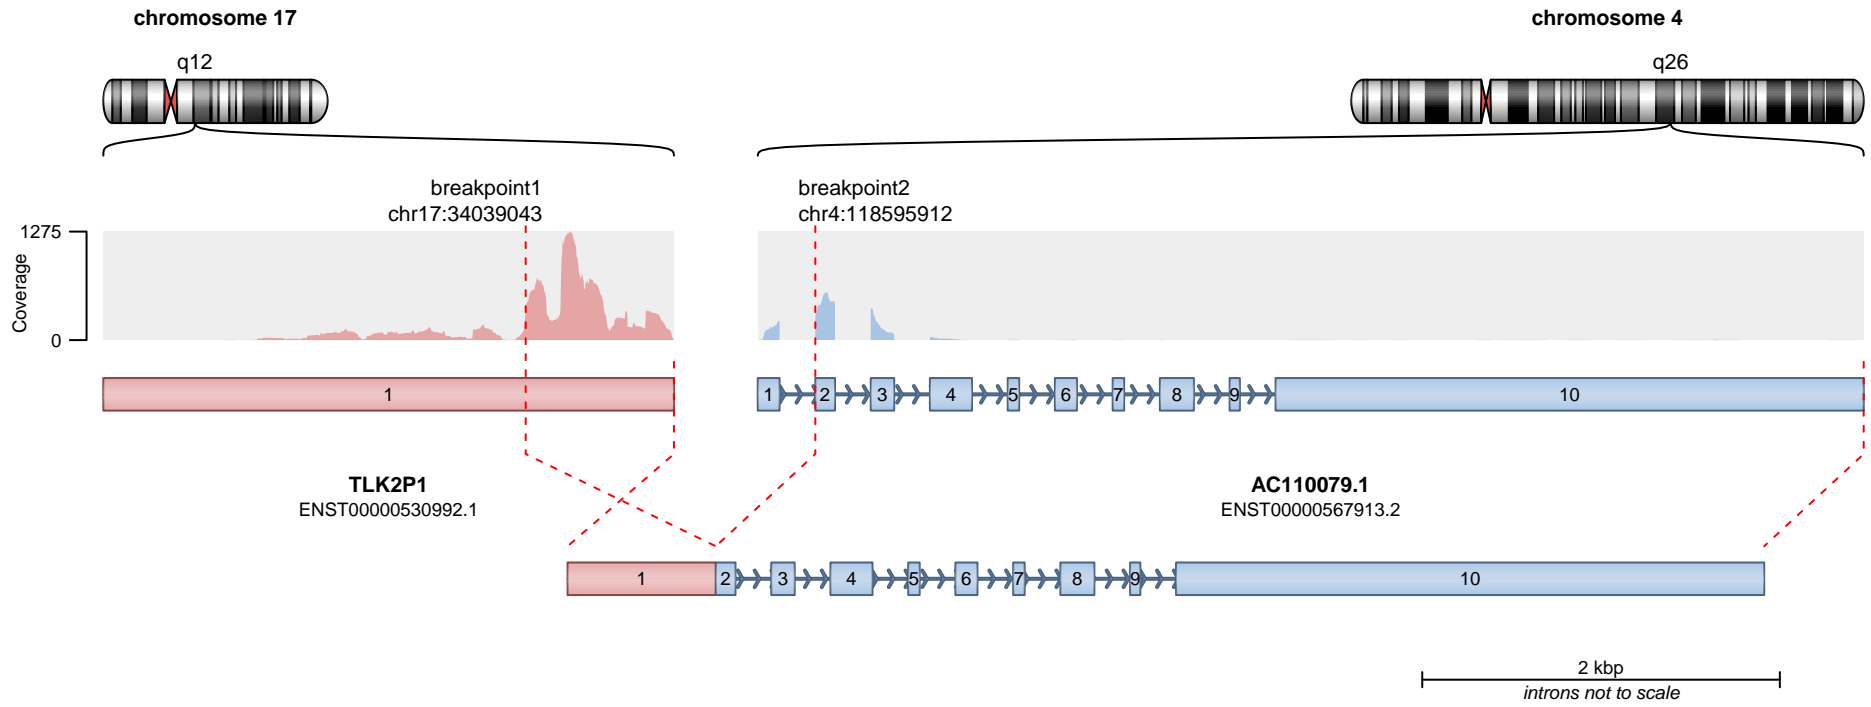 chromosome 17
chromosome 4
q12
q26
breakpoint1
chr17:34039043
breakpoint2
chr4:118595912
1275
Coverage
0
1
1 2 3 4 5 6 7 8 9 10
TLK2P1
ENST00000530992.1
AC110079.1
ENST00000567913.2
1 2 3 4 5 6 7 8 9 10
2 kbp
introns not to scale